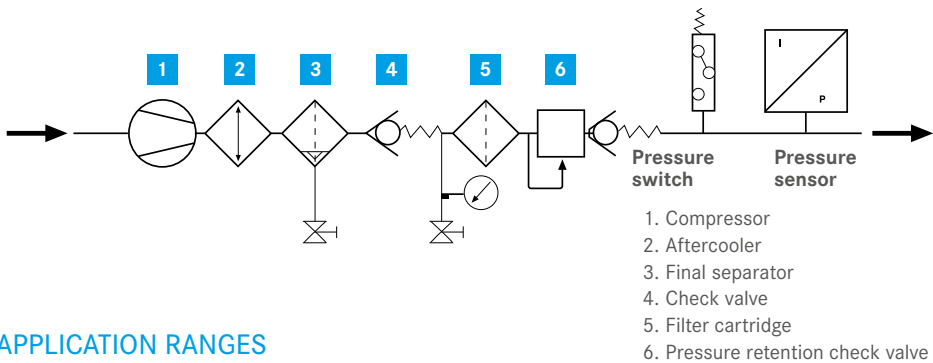 1 2 3 4 5 6
I
P
Pressure switch
Pressure sensor
1. Compressor
2. Aftercooler
3. Final separator
4. Check valve
5. Filter cartridge
6. Pressure retention check valve
APPLICATION RANGES